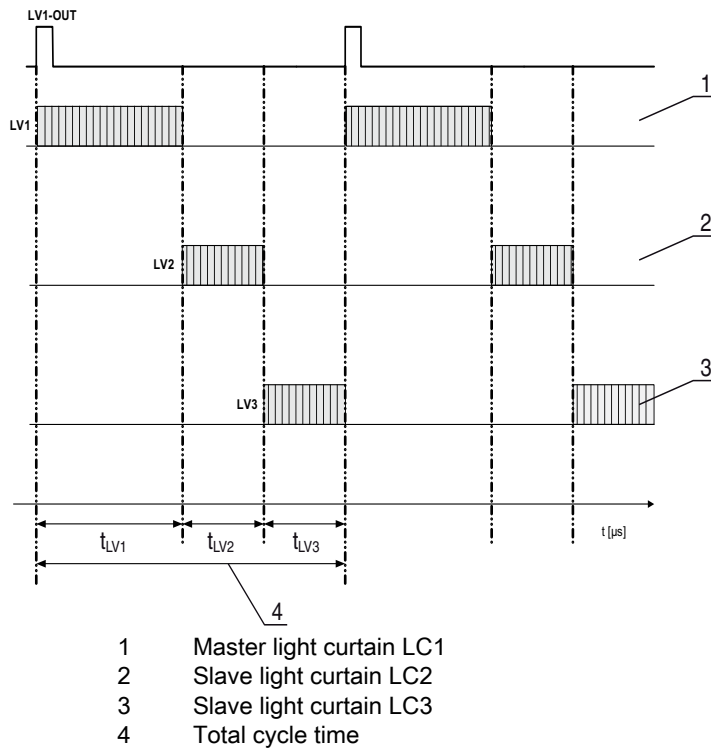 LV1-OUT
1
LV1
2
LV2
3
LV3
tLV1 tLV2 tLV3
t [µs]
4
1 Master light curtain LC1
2 Slave light curtain LC2
3 Slave light curtain LC3
4 Total cycle time